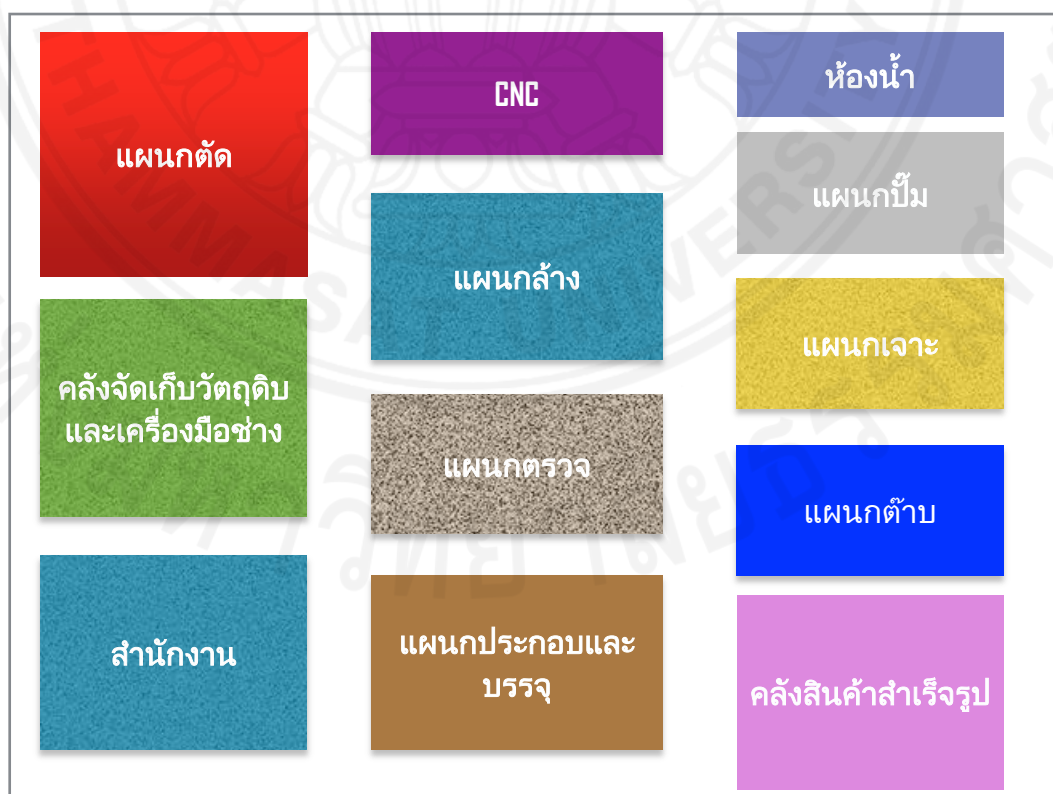 แผนกตัด
CNC
ห้องน้ำ
แผนกปั๊ม
แผนกล้าง
แผนกเจาะ
คลังจัดเก็บวัตถุดิบ
และเครื่องมือช่าง
แผนกตรวจ
แผนกต๊าบ
สำนักงาน
แผนกประกอบและ
บรรจุ
คลังสินค้าสำเร็จรูป